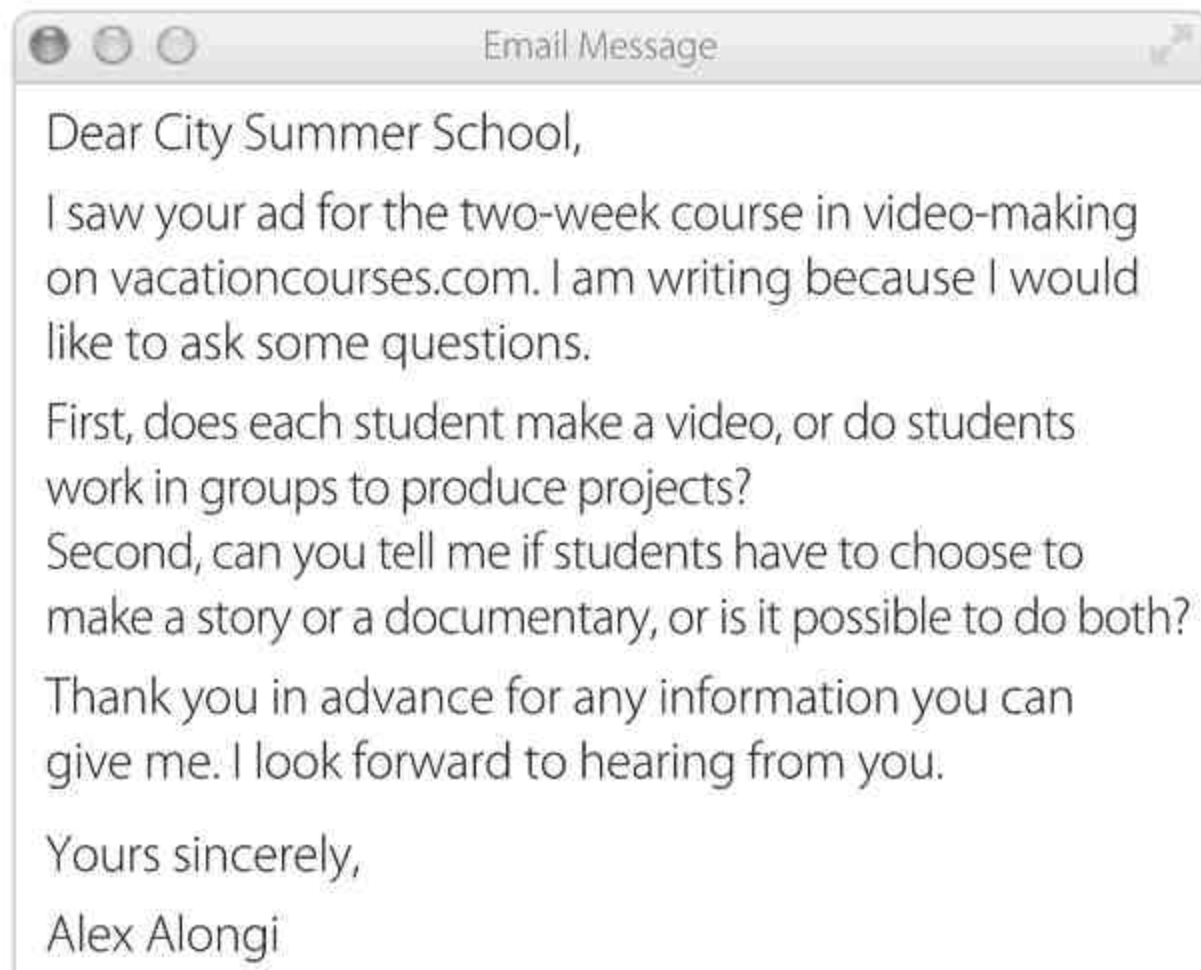 Email Message
Dear City Summer School,
I saw your ad for the two-week course in video-making
on vacationcourses.com. I am writing because I would
like to ask some questions.
First, does each student make a video, or do students
work in groups to produce projects?
Second, can you tell me if students have to choose to
make a story or a documentary, or is it possible to do both?
Thank you in advance for any information you can
give me. I look forward to hearing from you.
Yours sincerely,
Alex Alongi